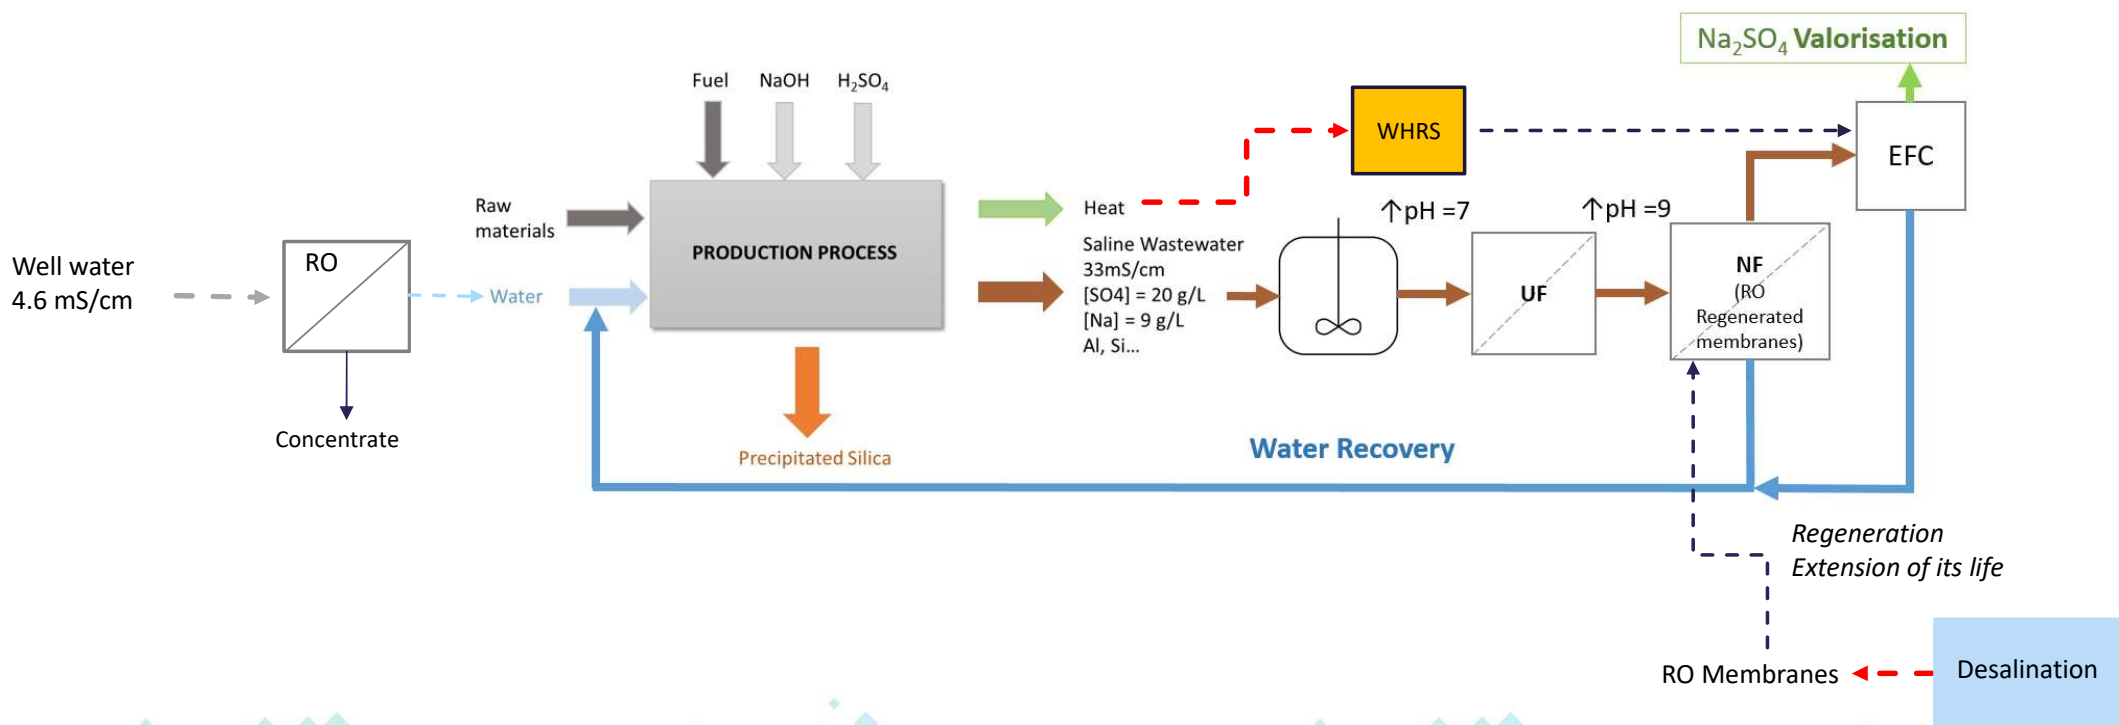 Na₂SO₄ Valorisation
Fuel
NaOH
H₂SO₄
WHRS
EFC
Raw
materials
Heat
↑pH =7
↑pH =9
PRODUCTION PROCESS
Well water
4.6 mS/cm
RO
Water
Saline Wastewater
33mS/cm
[SO4] = 20 g/L
[Na] = 9 g/L
Al, Si...
UF
NF
(RO
Regenerated
membranes)
Concentrate
Precipitated Silica
Water Recovery
Regeneration
Extension of its life
RO Membranes
Desalination